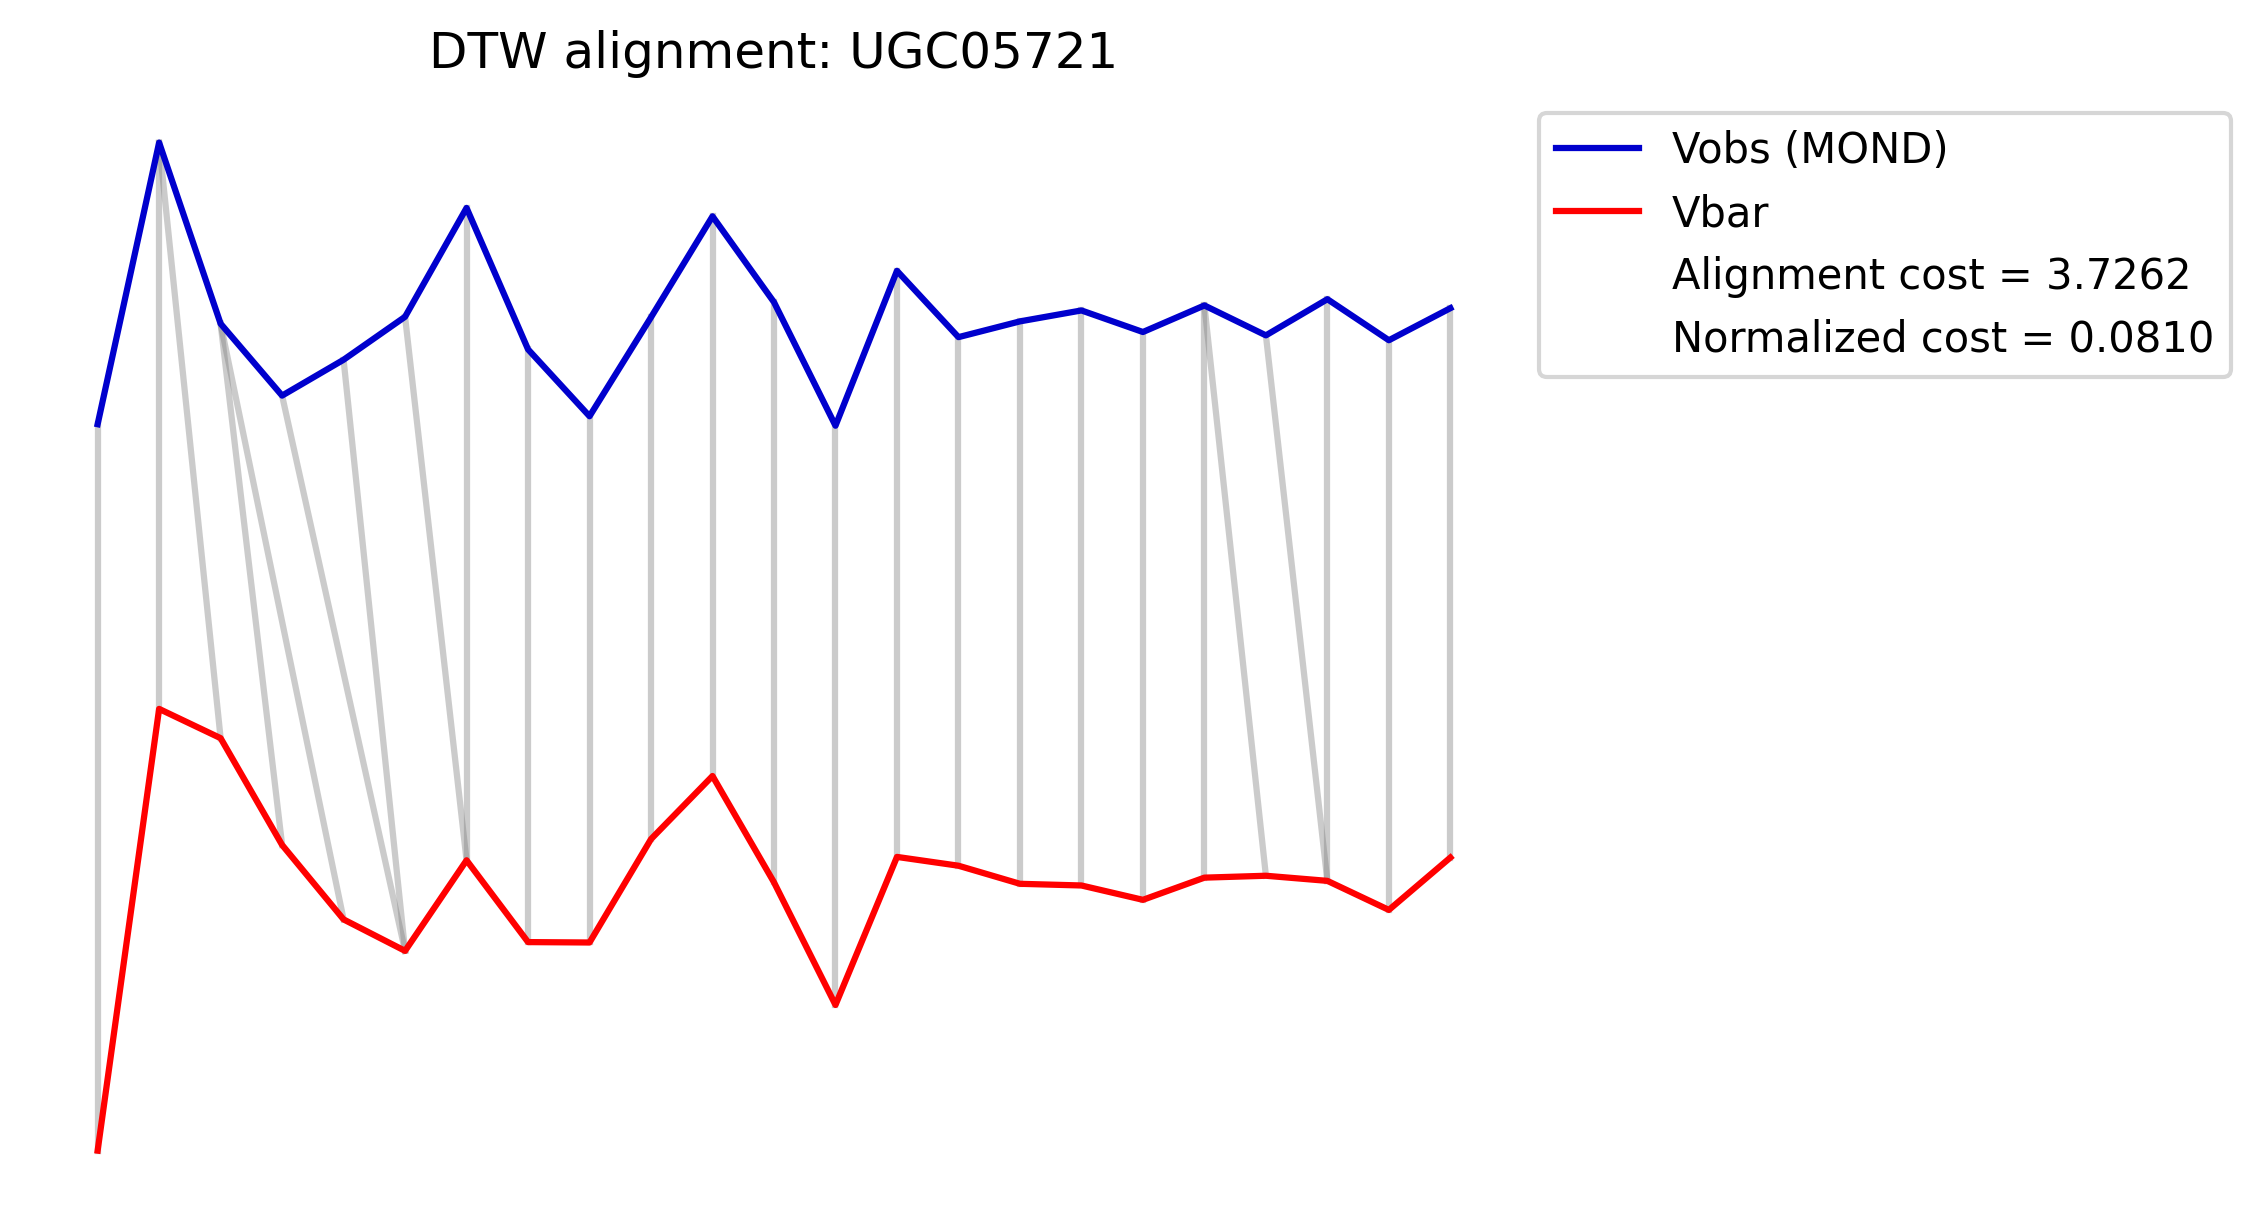 DTW alignment: UGC05721
Vobs (MOND)
Vbar
Alignment cost = 3.7262
Normalized cost = 0.0810